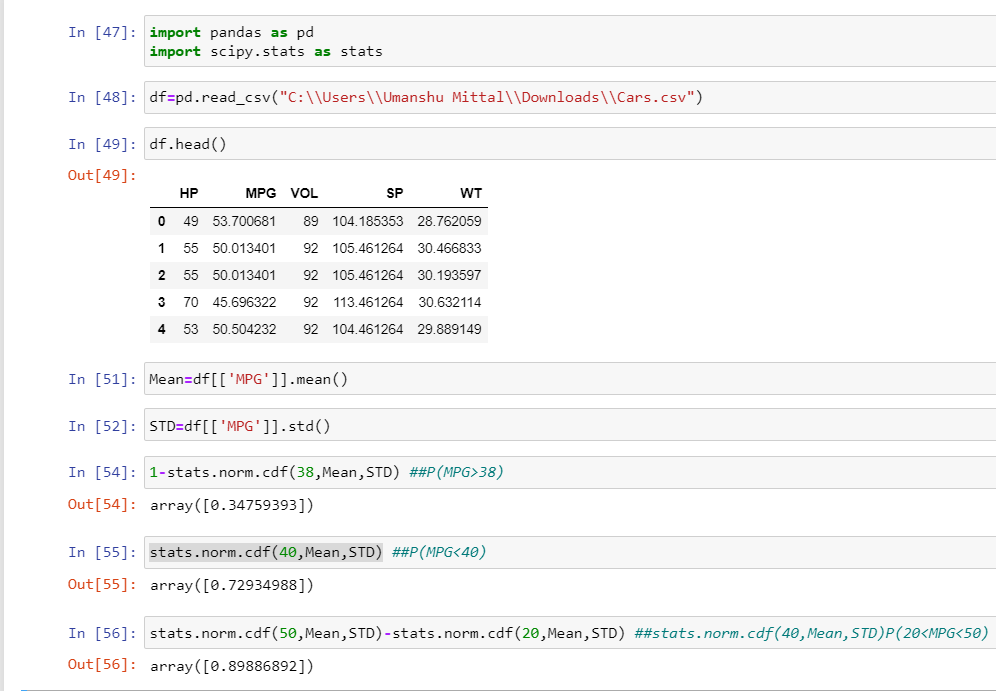 In [47]: import pandas as pd
import scipy.stats as stats
In [48]: df=pd.read_csv("C:\\Users\\Umanshu Mittal\\Downloads\\Cars.csv")
In [49]: df.head()
Out[49]:
HP MPG VOL SP WT
0 49 53.700681 89 104.185353 28.762059
1 55 50.013401 92 105.461264 30.466833
2 55 50.013401 92 105.461264 30.193597
3 70 45.696322 92 113.461264 30.632114
4 53 50.504232 92 104.461264 29.889149
In [51]: Mean=df[['MPG']].mean()
In [52]: STD=df[['MPG']].std()
In [54]: 1-stats.norm.cdf(38,Mean,STD) ##P(MPG>38)
Out[54]: array([0.34759393])
In [55]: stats.norm.cdf(40,Mean,STD) ##P(MPG<40)
Out[55]: array([0.72934988])
In [56]: stats.norm.cdf(50,Mean,STD)-stats.norm.cdf(20,Mean,STD) ##stats.norm.cdf(40,Mean,STD)P(20<MPG<50)
Out[56]: array([0.89886892])